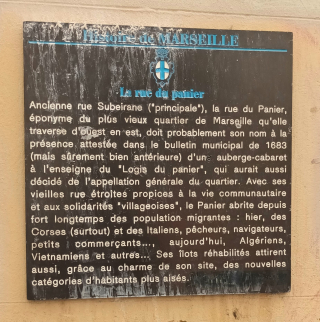 Histoire de MARSEILLE
La rue du panier
Ancienne rue Subeirane ("principale"), la rue du Panier,
éponyme du plus vieux quartier de Marseille qu'elle
traverse d'ouest en est, doit probablement son nom à la
présence attestée dans le bulletin municipal de 1683
(mais sûrement bien antérieure) d'un auberge-cabaret
à l'enseigne du "Logis du panier", qui aurait aussi
décidé de l'appellation générale du quartier. Avec ses
vieilles rue étroites propices à la vie communautaire
et aux solidarités "villageoises", le Panier abrite depuis
fort longtemps des population migrantes : hier, des
Corses (surtout) et des Italiens, pêcheurs, navigateurs,
petits commerçants..., aujourd'hui, Algériens,
Vietnamiens et autres... Ses îlots réhabilités attirent
aussi, grâce au charme de son site, des nouvelles
catégories d'habitants plus aisés.